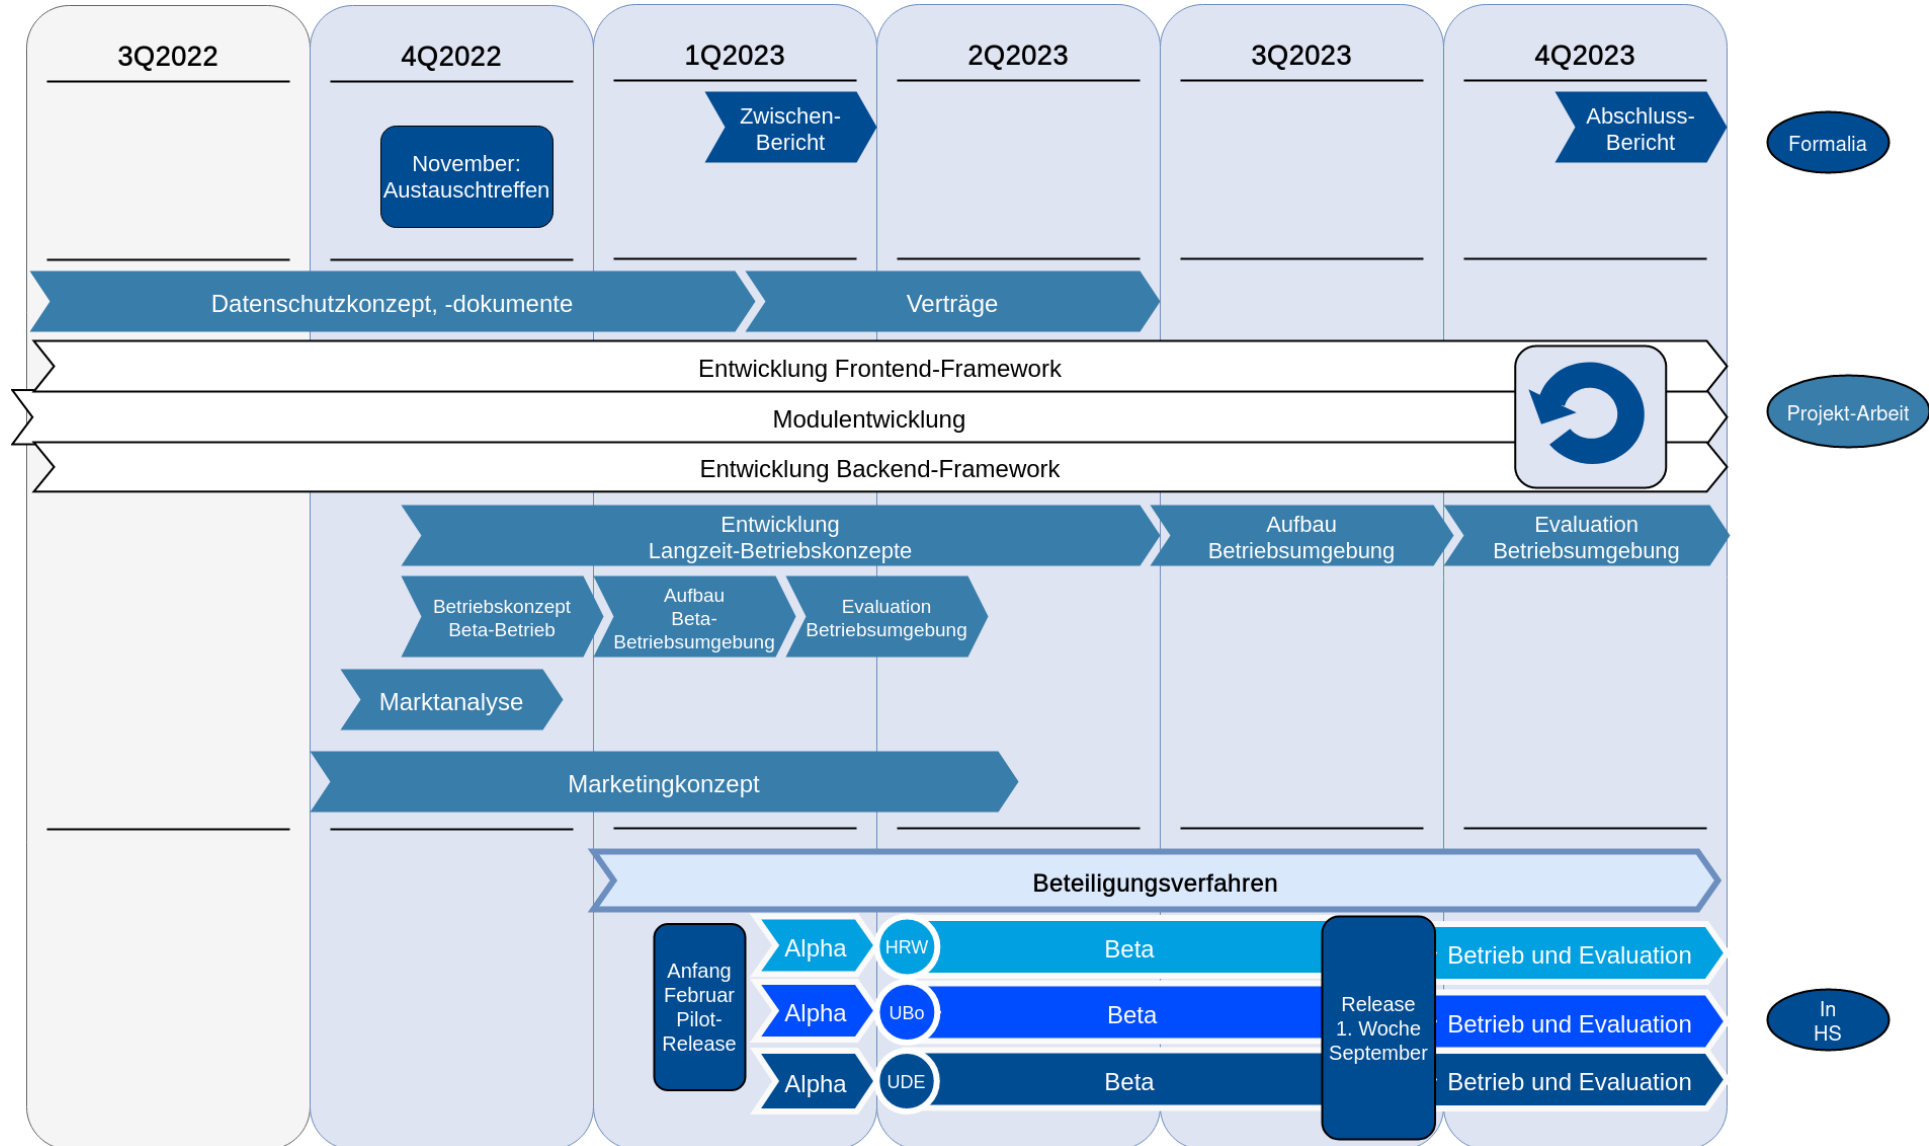 3Q2022
4Q2022
1Q2023
2Q2023
3Q2023
4Q2023
Zwischen-
Bericht
Abschluss-
Bericht
November:
Austauschtreffen
Formalia
Datenschutzkonzept, -dokumente
Verträge
Entwicklung Frontend-Framework
Modulentwicklung
Entwicklung Backend-Framework
Projekt-Arbeit
Entwicklung
Langzeit-Betriebskonzepte
Aufbau
Betriebsumgebung
Evaluation
Betriebsumgebung
Betriebskonzept
Beta-Betrieb
Aufbau
Beta-
Betriebsumgebung
Evaluation
Betriebsumgebung
Marktanalyse
Marketingkonzept
Beteiligungsverfahren
Anfang
Februar
Pilot-
Release
Alpha
HRW
Beta
Betrieb und Evaluation
Alpha
UBo
Beta
Betrieb und Evaluation
Alpha
UDE
Beta
Betrieb und Evaluation
Release
1. Woche
September
In
HS